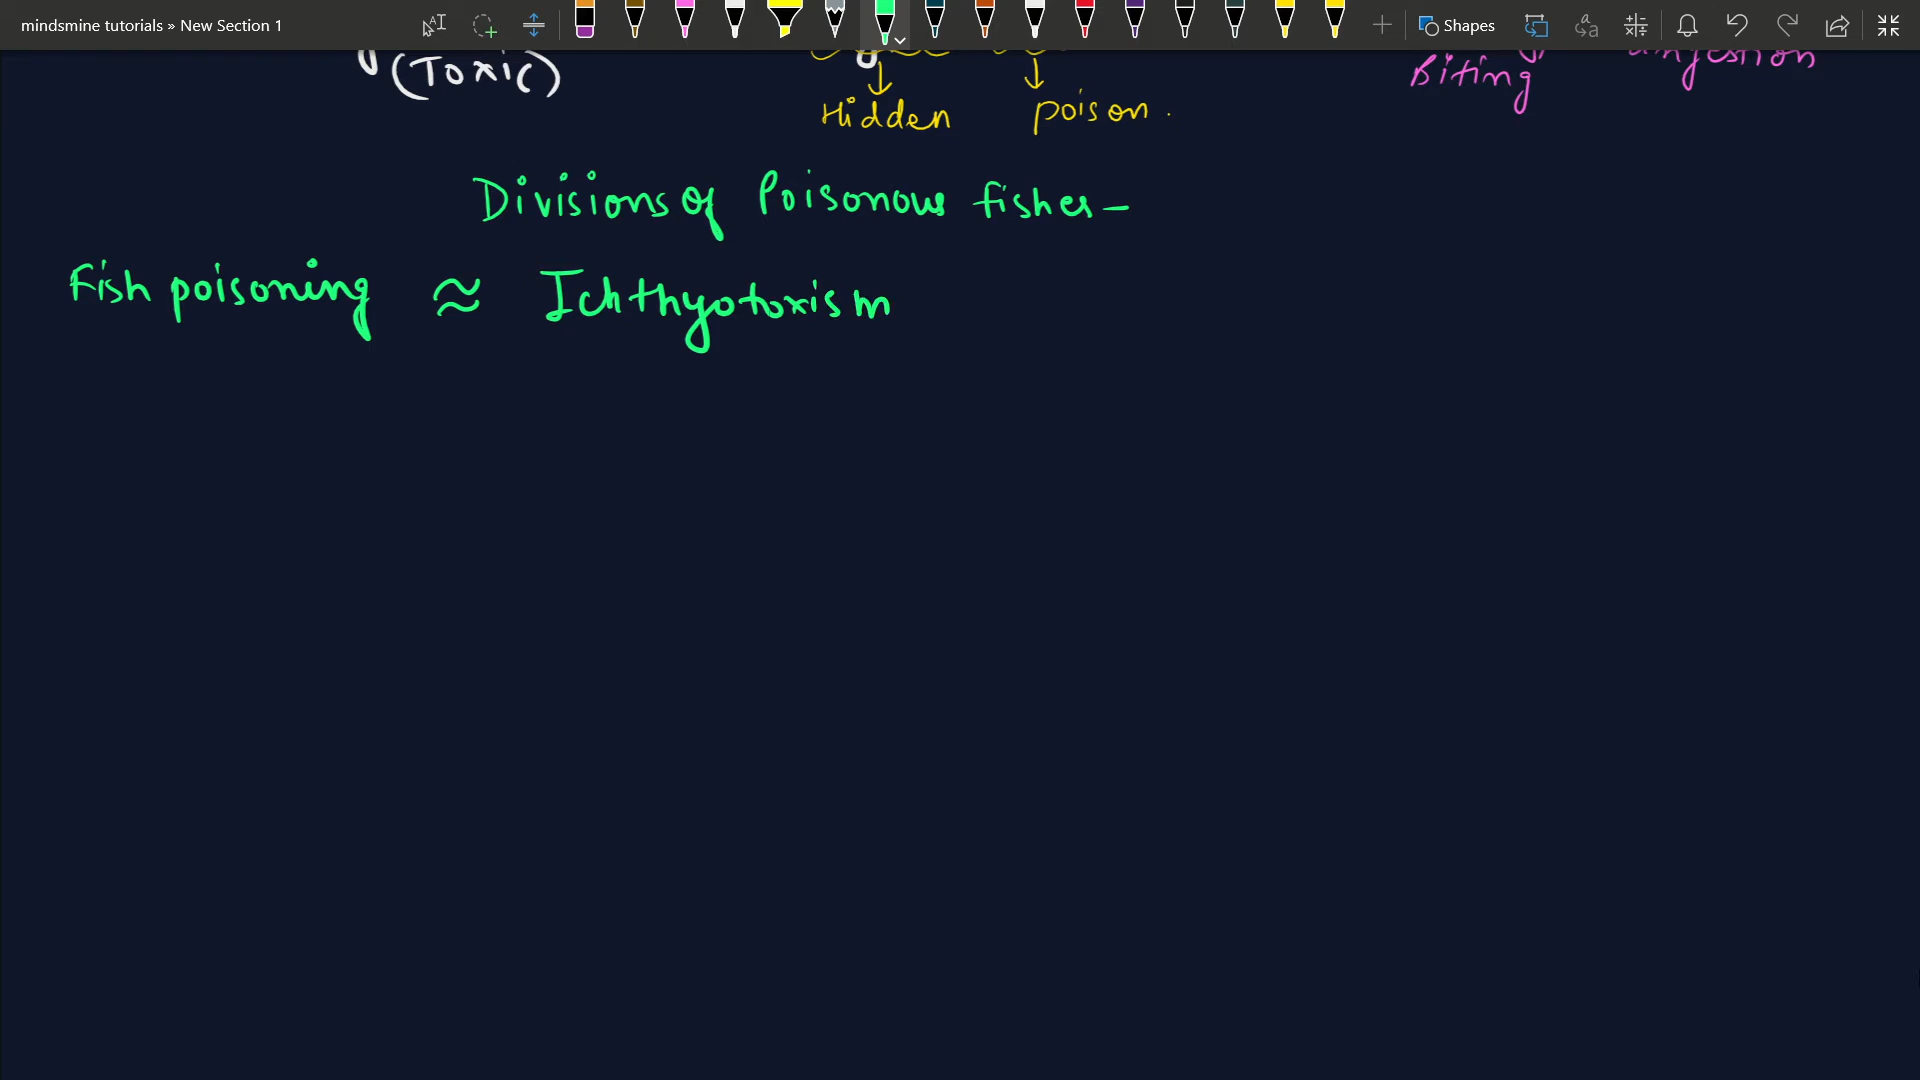 mindsmine tutorials » New Section 1
Shapes
(Toxic)
Hidden poison.
Biting
Divisions of Poisonous fishes -
Fish poisoning ≈ Ichthyotoxism